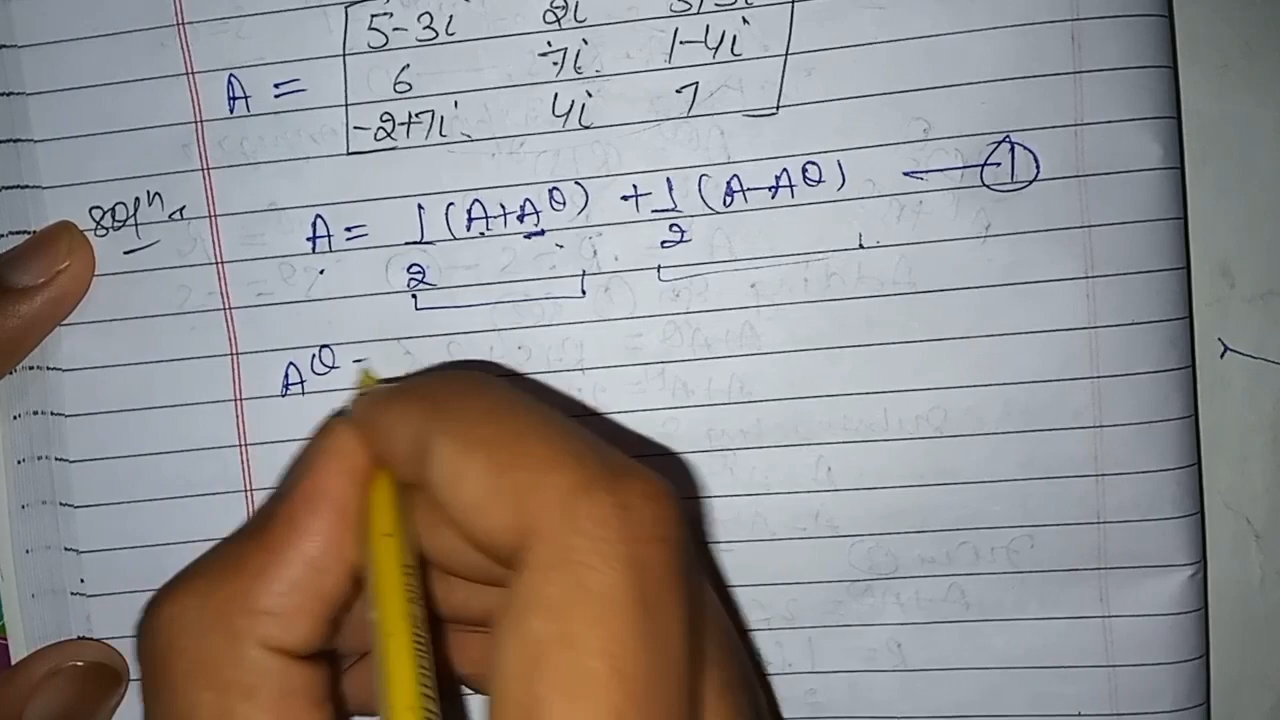 5-3i 2i
A = 6 7i 1-4i
-2+7i 4i 7
Solⁿ A = 1/2 (A+A^θ) + 1/2 (A-A^θ) ①
A^θ -